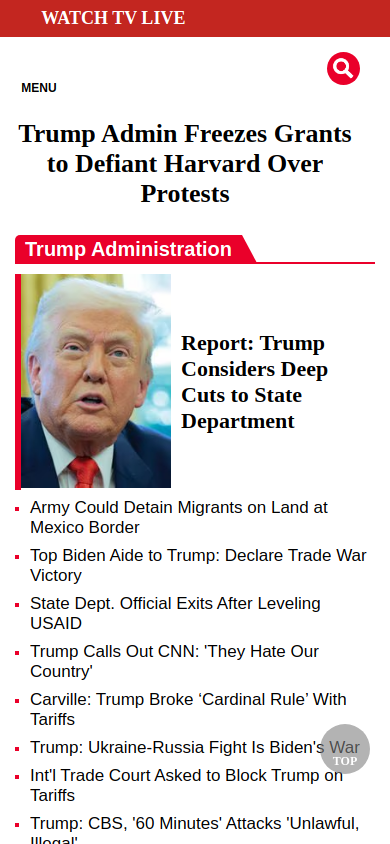 WATCH TV LIVE
MENU
Trump Admin Freezes Grants
to Defiant Harvard Over
Protests
Trump Administration
Report: Trump
Considers Deep
Cuts to State
Department
Army Could Detain Migrants on Land at
Mexico Border
Top Biden Aide to Trump: Declare Trade War
Victory
State Dept. Official Exits After Leveling
USAID
Trump Calls Out CNN: 'They Hate Our
Country'
Carville: Trump Broke ‘Cardinal Rule’ With
Tariffs
Trump: Ukraine-Russia Fight Is Biden's War
TOP
Int'l Trade Court Asked to Block Trump on
Tariffs
Trump: CBS, '60 Minutes' Attacks 'Unlawful,
Illegal'